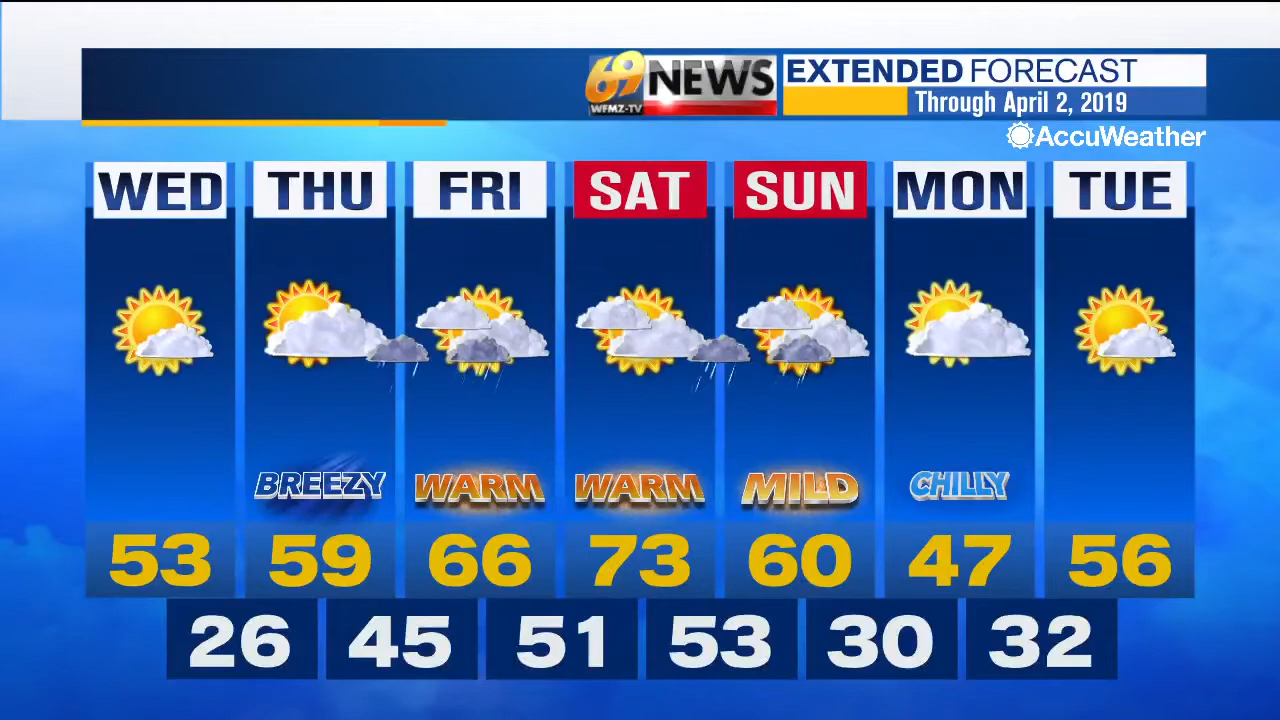 69 NEWS
WFMZ-TV
EXTENDED FORECAST
Through April 2, 2019
AccuWeather
WED THU FRI SAT SUN MON TUE
BREEZY WARM WARM MILD CHILLY
53 59 66 73 60 47 56
26 45 51 53 30 32